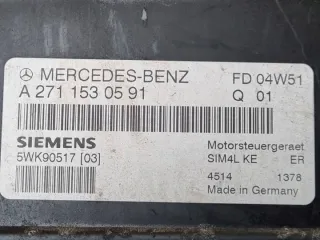 MERCEDES-BENZ FD 04W51
A 271 153 05 91 Q 01
SIEMENS Motorsteuergeraet
5WK90517 [03] SIM4L KE ER
4514 1378
Made in Germany